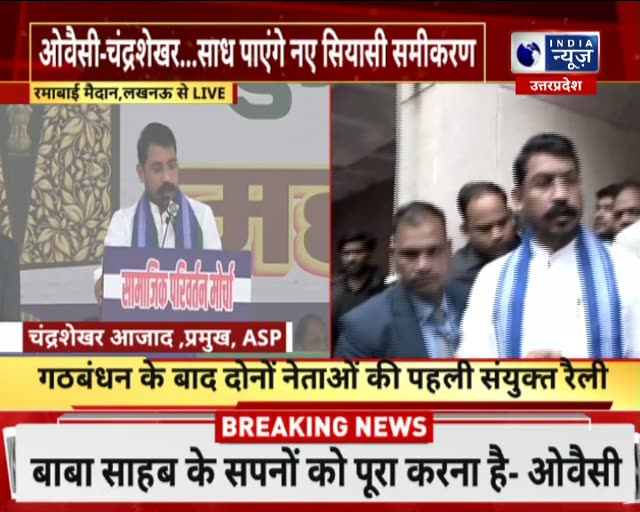 ओवैसी-चंद्रशेखर...साध पाएंगे नए सियासी समीकरण
INDIA
न्यूज़
उत्तरप्रदेश
रमाबाई मैदान,लखनऊ से LIVE
सामाजिक परिवर्तन मोर्चा
चंद्रशेखर आजाद ,प्रमुख, ASP
गठबंधन के बाद दोनों नेताओं की पहली संयुक्त रैली
BREAKING NEWS
बाबा साहब के सपनों को पूरा करना है- ओवैसी